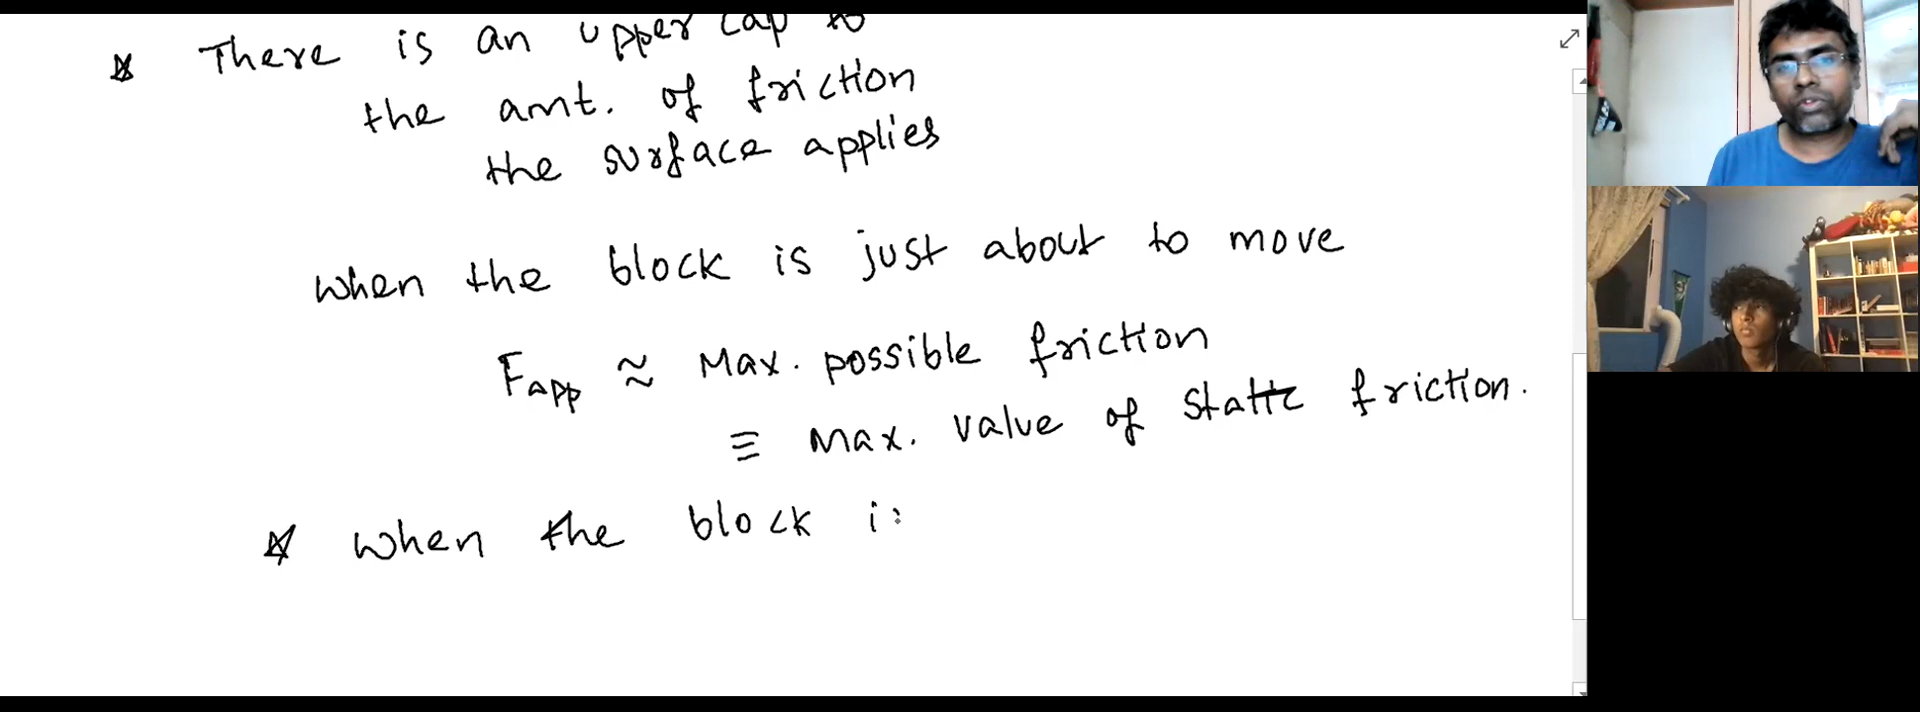 ☆ There is an upper cap to
the amt. of friction
the surface applies
when the block is just about to move
Fapp ≈ Max. possible friction
≡ Max. value of static friction.
☆ when the block is